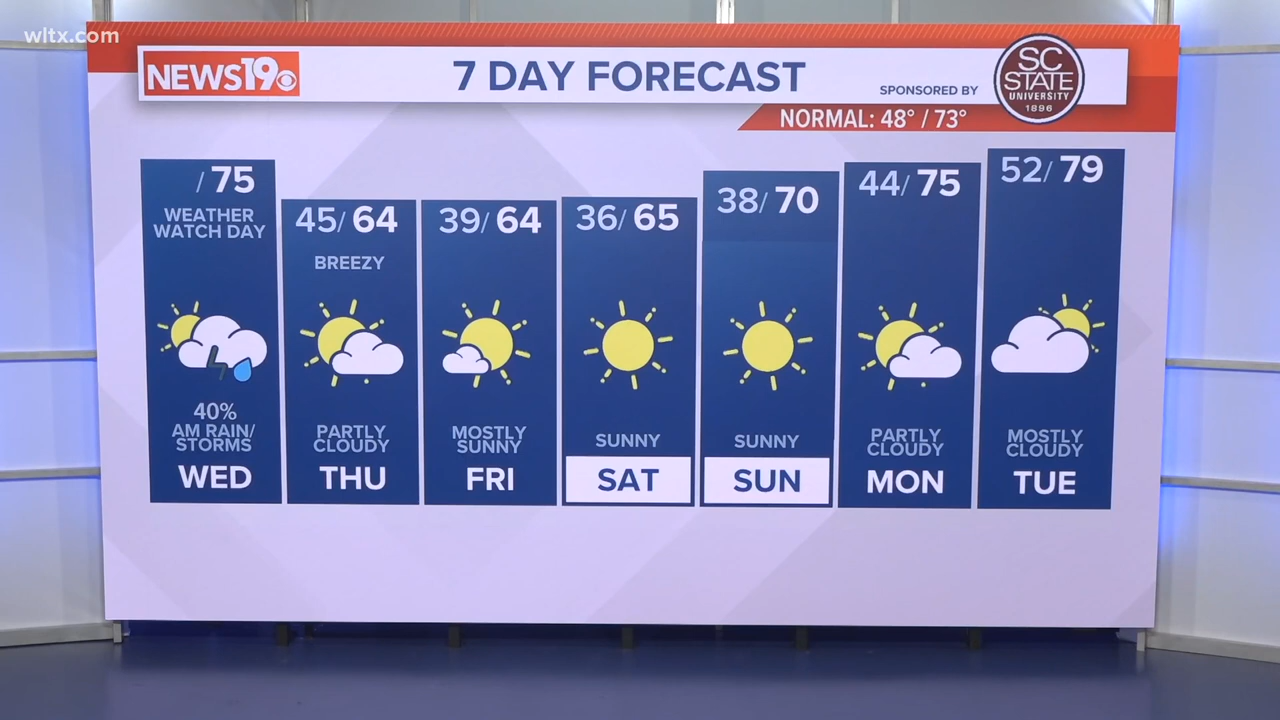 wltx.com
NEWS19
7 DAY FORECAST
SPONSORED BY
SC
STATE
UNIVERSITY
1896
NORMAL: 48° / 73°
/ 75
WEATHER
WATCH DAY
40%
AM RAIN/
STORMS
WED
45/ 64
BREEZY
PARTLY
CLOUDY
THU
39/ 64
MOSTLY
SUNNY
FRI
36/ 65
SUNNY
SAT
38/ 70
SUNNY
SUN
44/ 75
PARTLY
CLOUDY
MON
52/ 79
MOSTLY
CLOUDY
TUE